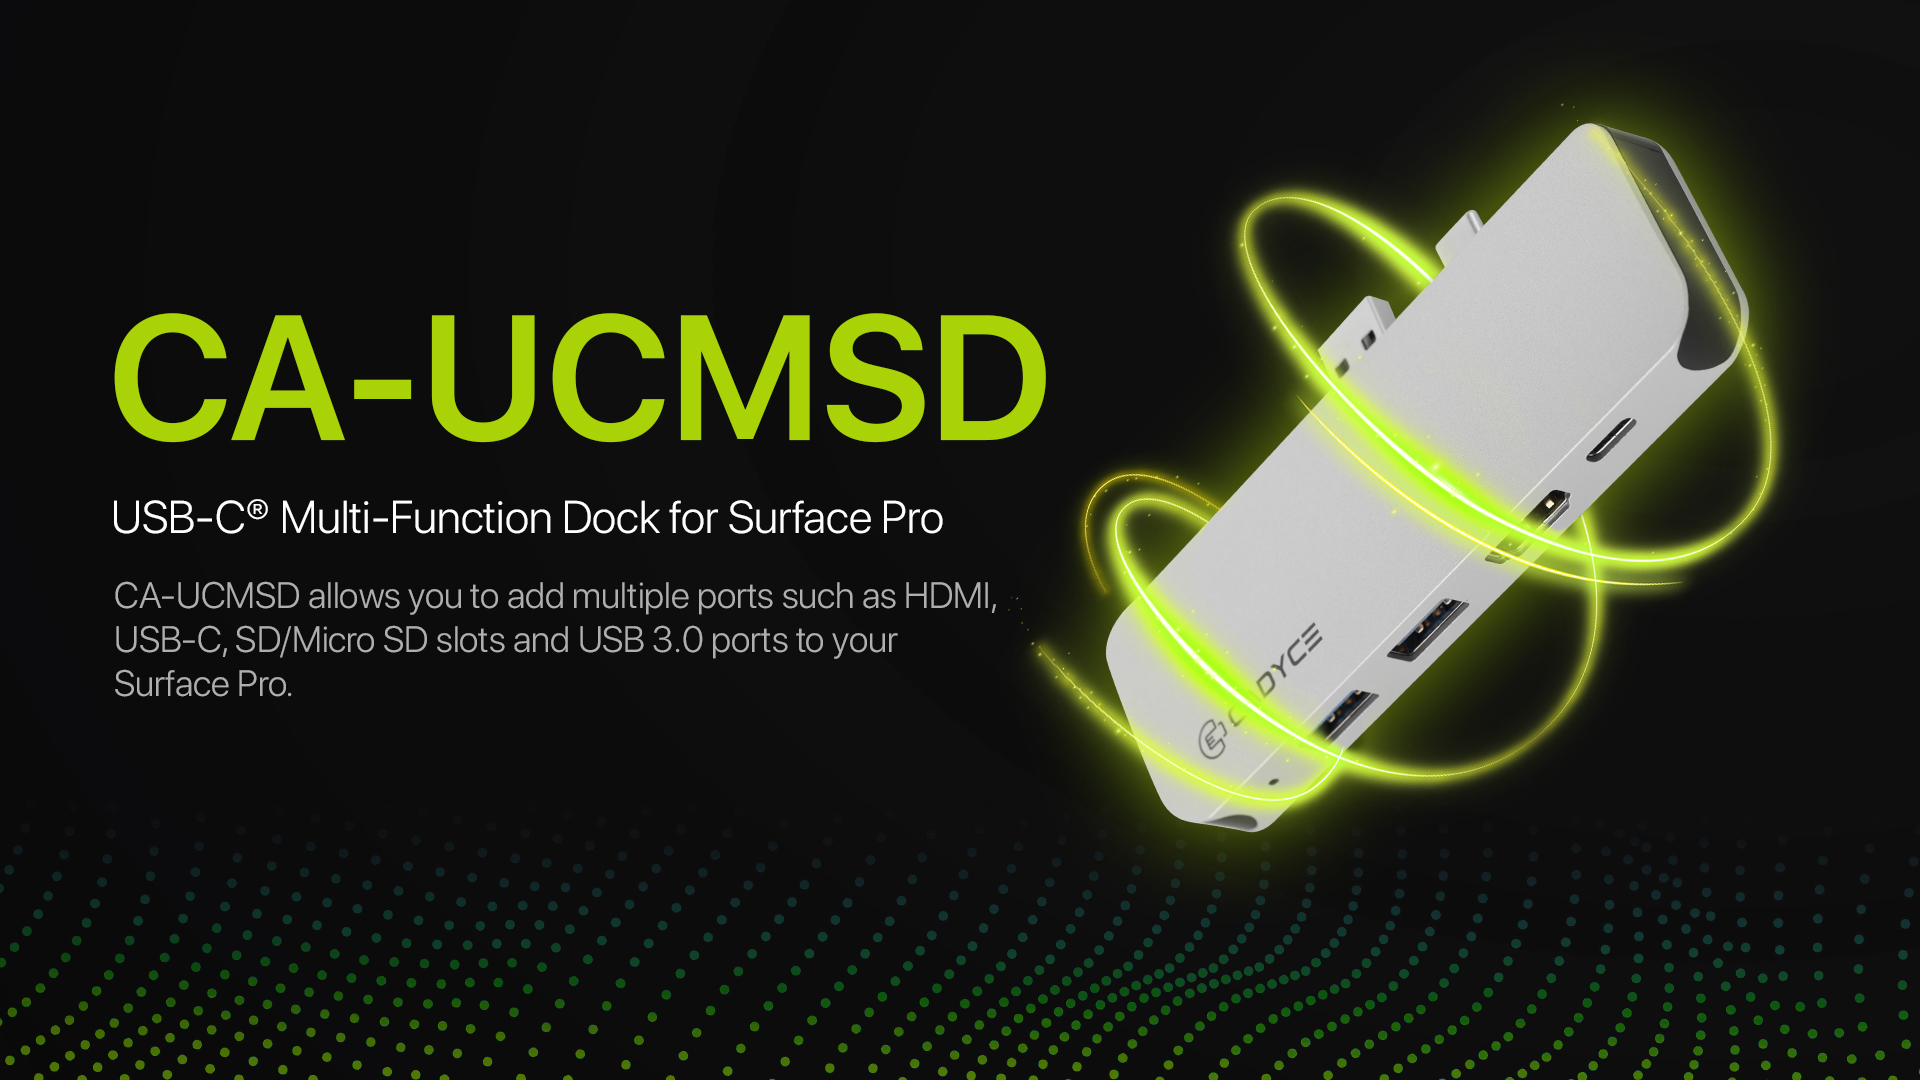 CA-UCMSD
USB-C® Multi-Function Dock for Surface Pro
CA-UCMSD allows you to add multiple ports such as HDMI,
USB-C, SD/Micro SD slots and USB 3.0 ports to your
Surface Pro.